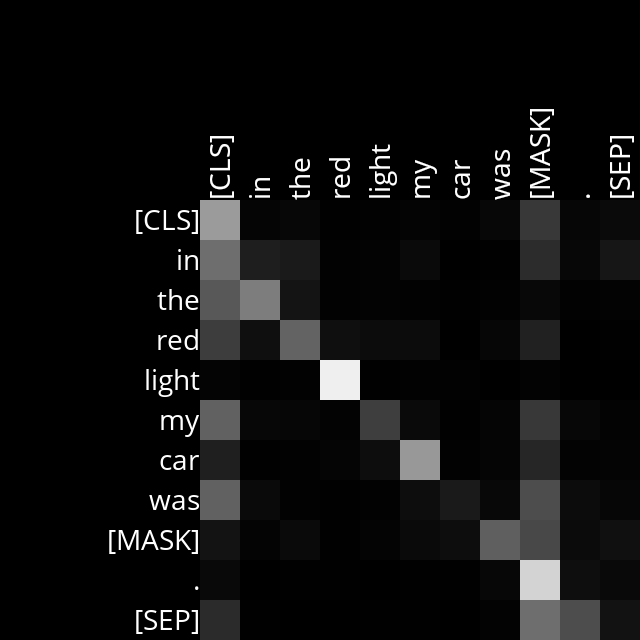 [CLS] in the red light my car was [MASK] . [SEP]
[CLS]
in
the
red
light
my
car
was
[MASK]
.
[SEP]